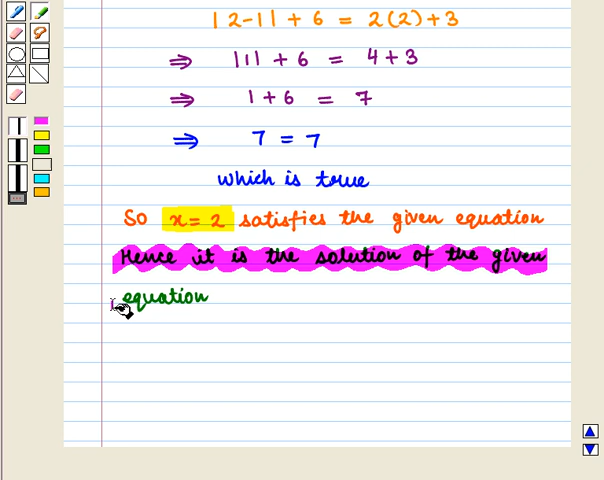 |2-1| + 6 = 2(2)+3
⇒ |1| + 6 = 4+3
⇒ 1+6 = 7
⇒ 7 = 7
which is true
So x=2 satisfies the given equation
Hence it is the solution of the given
equation